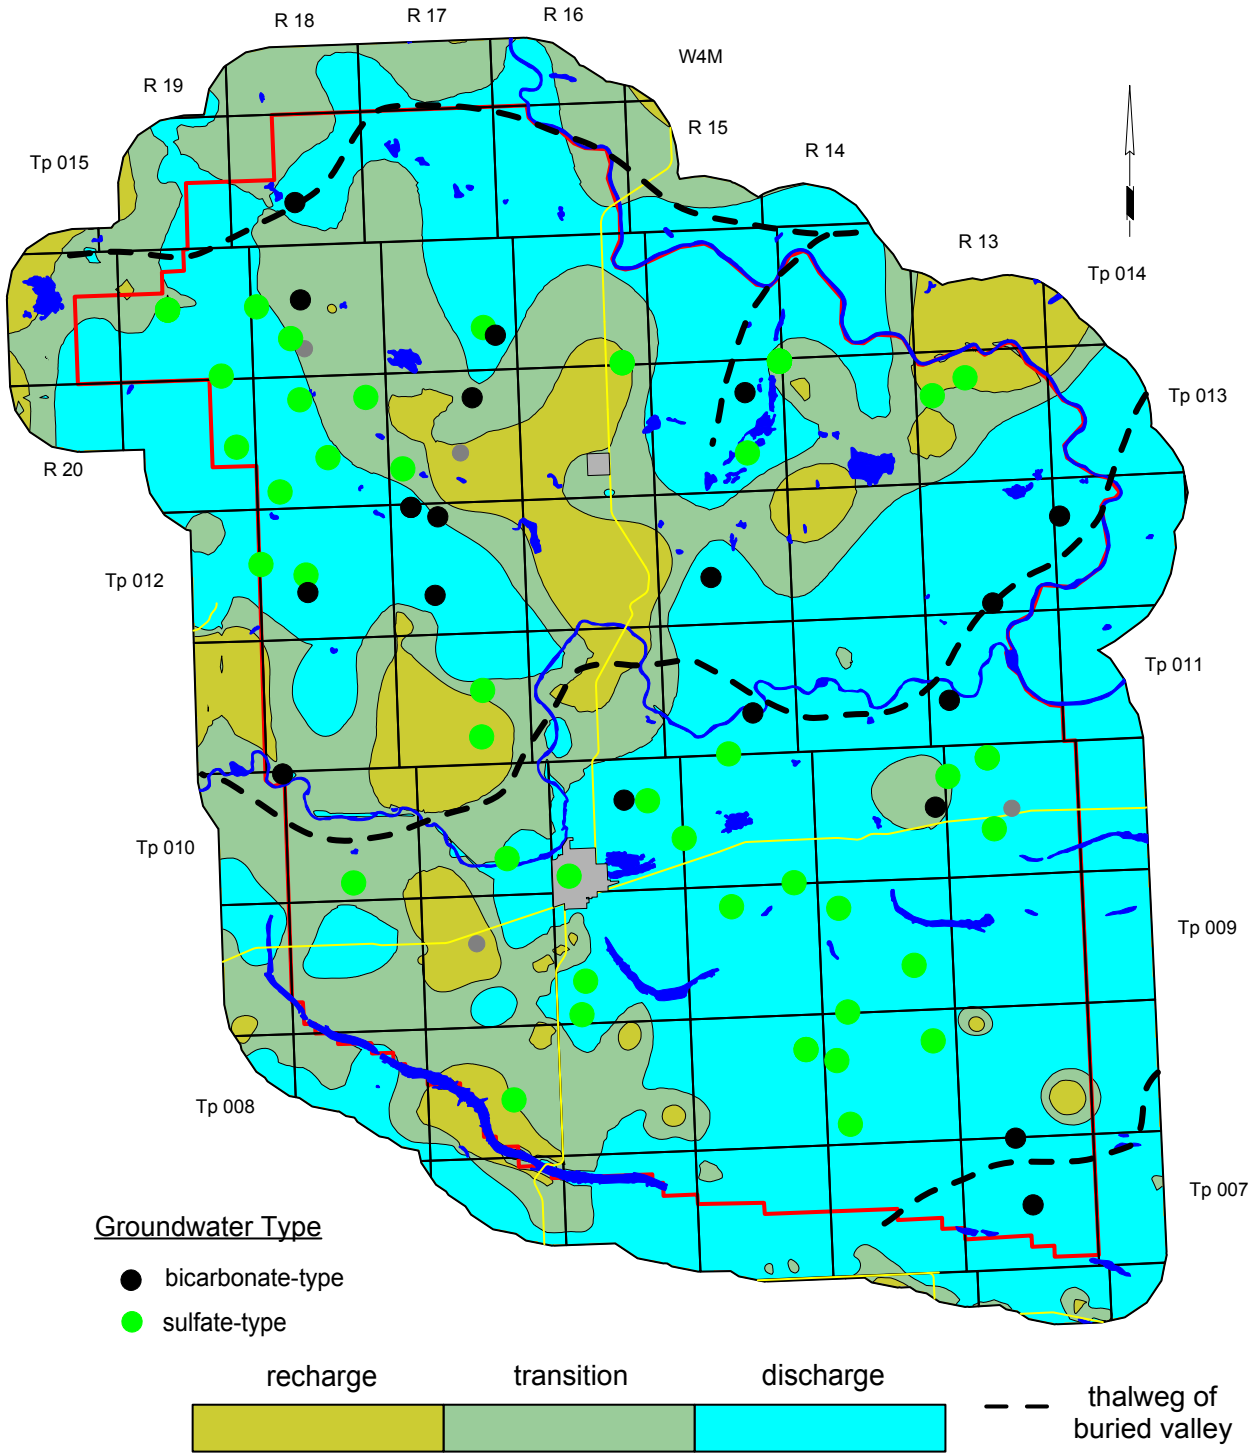 R 16
R 17
R 18
W4M
R 19
R 15
R 14
Tp 015
R 13
Tp 014
Tp 013
R 20
Tp 012
Tp 011
Tp 010
Tp 009
Tp 008
Tp 007
Groundwater Type
bicarbonate-type
sulfate-type
recharge
transition
discharge
thalweg of
buried valley